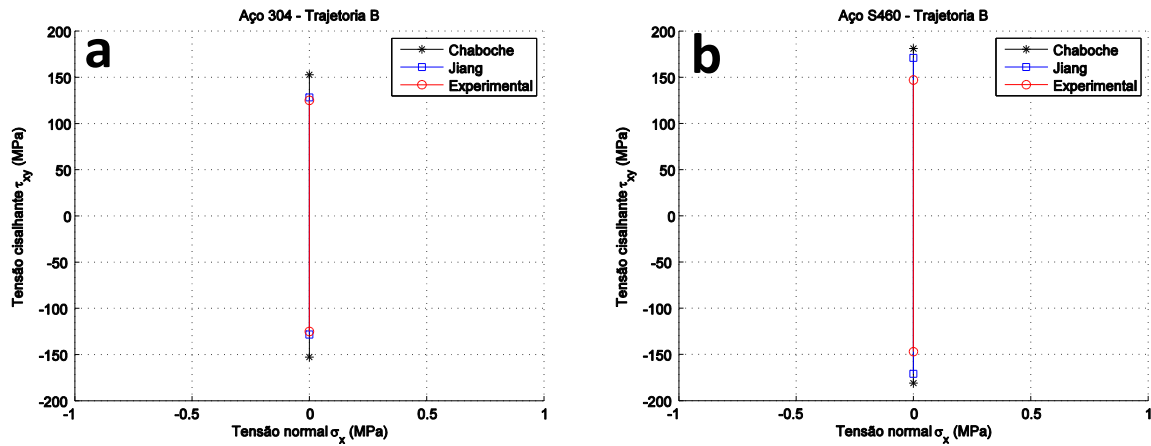 Aço 304 - Trajetoria B
a
Chaboche
Jiang
Experimental
200
150
100
50
0
-50
-100
-150
-200
-1
-0.5
0
0.5
1
Tensão cisalhante τxy (MPa)
Tensão normal σx (MPa)
Aço S460 - Trajetoria B
b
Chaboche
Jiang
Experimental
200
150
100
50
0
-50
-100
-150
-200
-1
-0.5
0
0.5
1
Tensão cisalhante τxy (MPa)
Tensão normal σx (MPa)